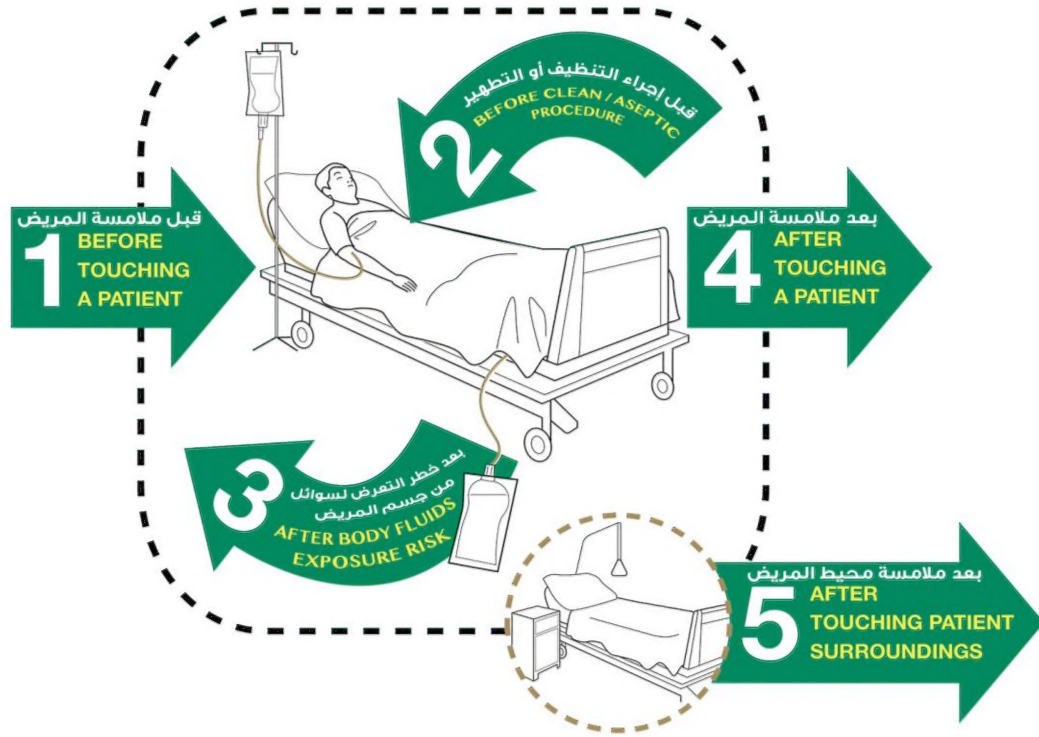 قبل ملامسة المريض
1
BEFORE
TOUCHING
A PATIENT
قبل إجراء التنظيف أو التطهير
2
BEFORE CLEAN / ASEPTIC
PROCEDURE
بعد خطر التعرض لسوائل
من جسم المريض
3
AFTER BODY FLUIDS
EXPOSURE RISK
بعد ملامسة المريض
4
AFTER
TOUCHING
A PATIENT
بعد ملامسة محيط المريض
5
AFTER
TOUCHING PATIENT
SURROUNDINGS